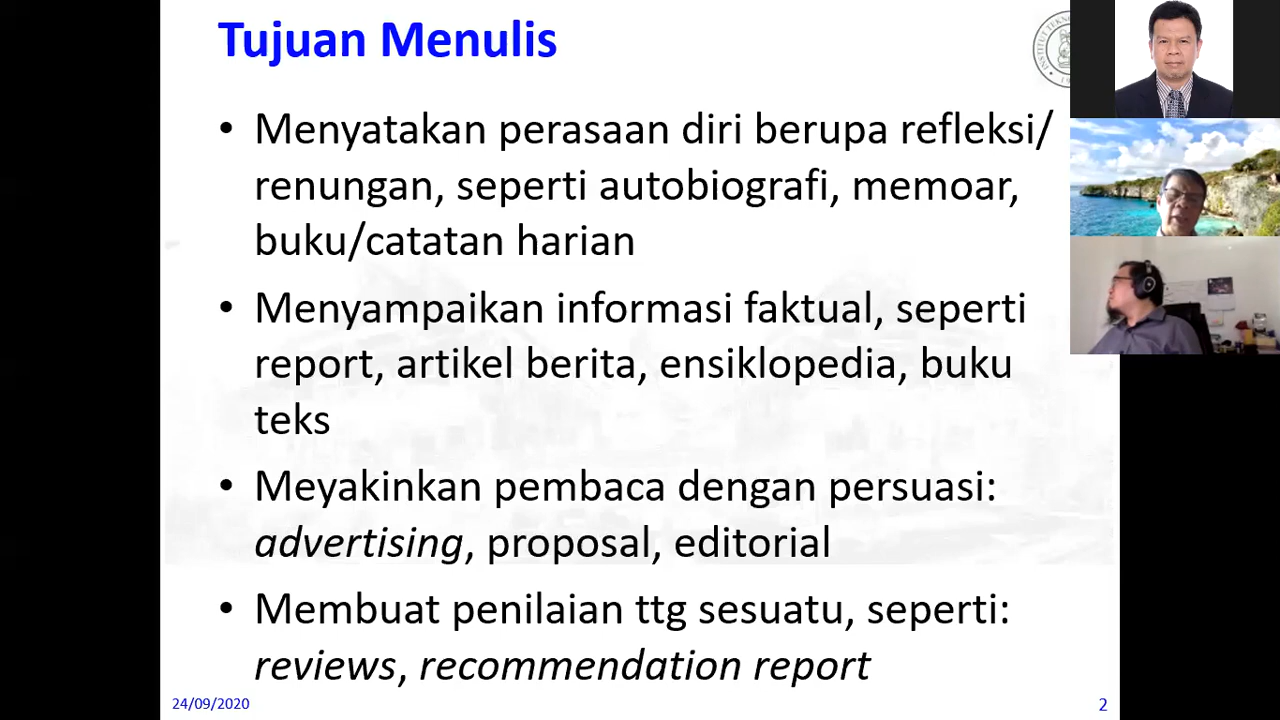 Tujuan Menulis
• Menyatakan perasaan diri berupa refleksi/
renungan, seperti autobiografi, memoar,
buku/catatan harian
• Menyampaikan informasi faktual, seperti
report, artikel berita, ensiklopedia, buku
teks
• Meyakinkan pembaca dengan persuasi:
advertising, proposal, editorial
• Membuat penilaian ttg sesuatu, seperti:
reviews, recommendation report
24/09/2020
2